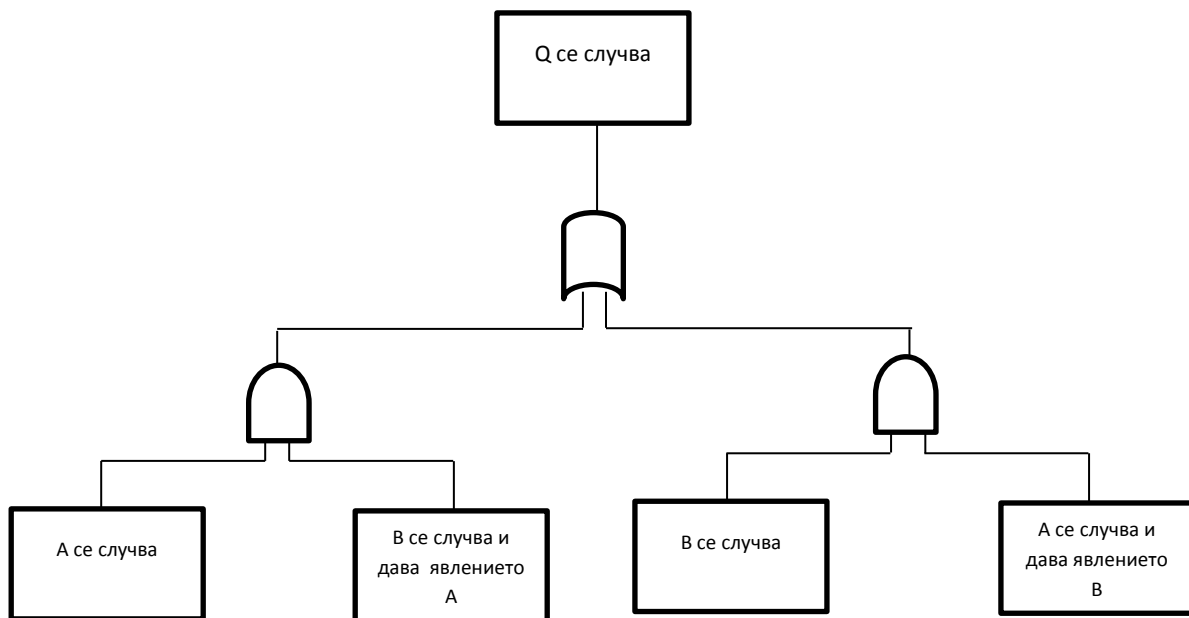 Q се случва
А се случва
В се случва и
дава явлението
А
В се случва
А се случва и
дава явлението
В